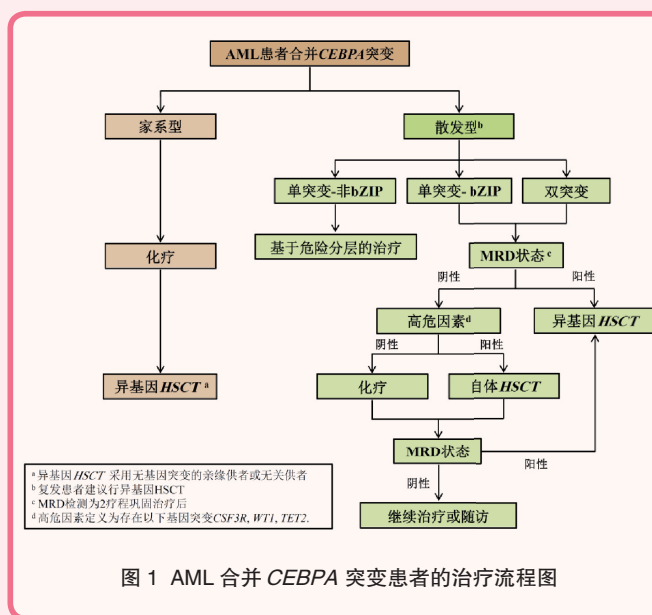 AML患者合并CEBPA突变
家系型
散发型ᵇ
单突变-非bZIP
单突变- bZIP
双突变
化疗
基于危险分层的治疗
MRD状态ᶜ
阴性
阳性
高危因素ᵈ
异基因HSCT
阴性
阳性
异基因HSCT ᵃ
化疗
自体HSCT
MRD状态
阳性
阴性
继续治疗或随访
ᵃ 异基因HSCT 采用无基因突变的亲缘供者或无关供者
ᵇ 复发患者建议行异基因HSCT
ᶜ MRD检测为2疗程巩固治疗后
ᵈ 高危因素定义为存在以下基因突变CSF3R, WT1, TET2.
图 1 AML 合并 CEBPA 突变患者的治疗流程图